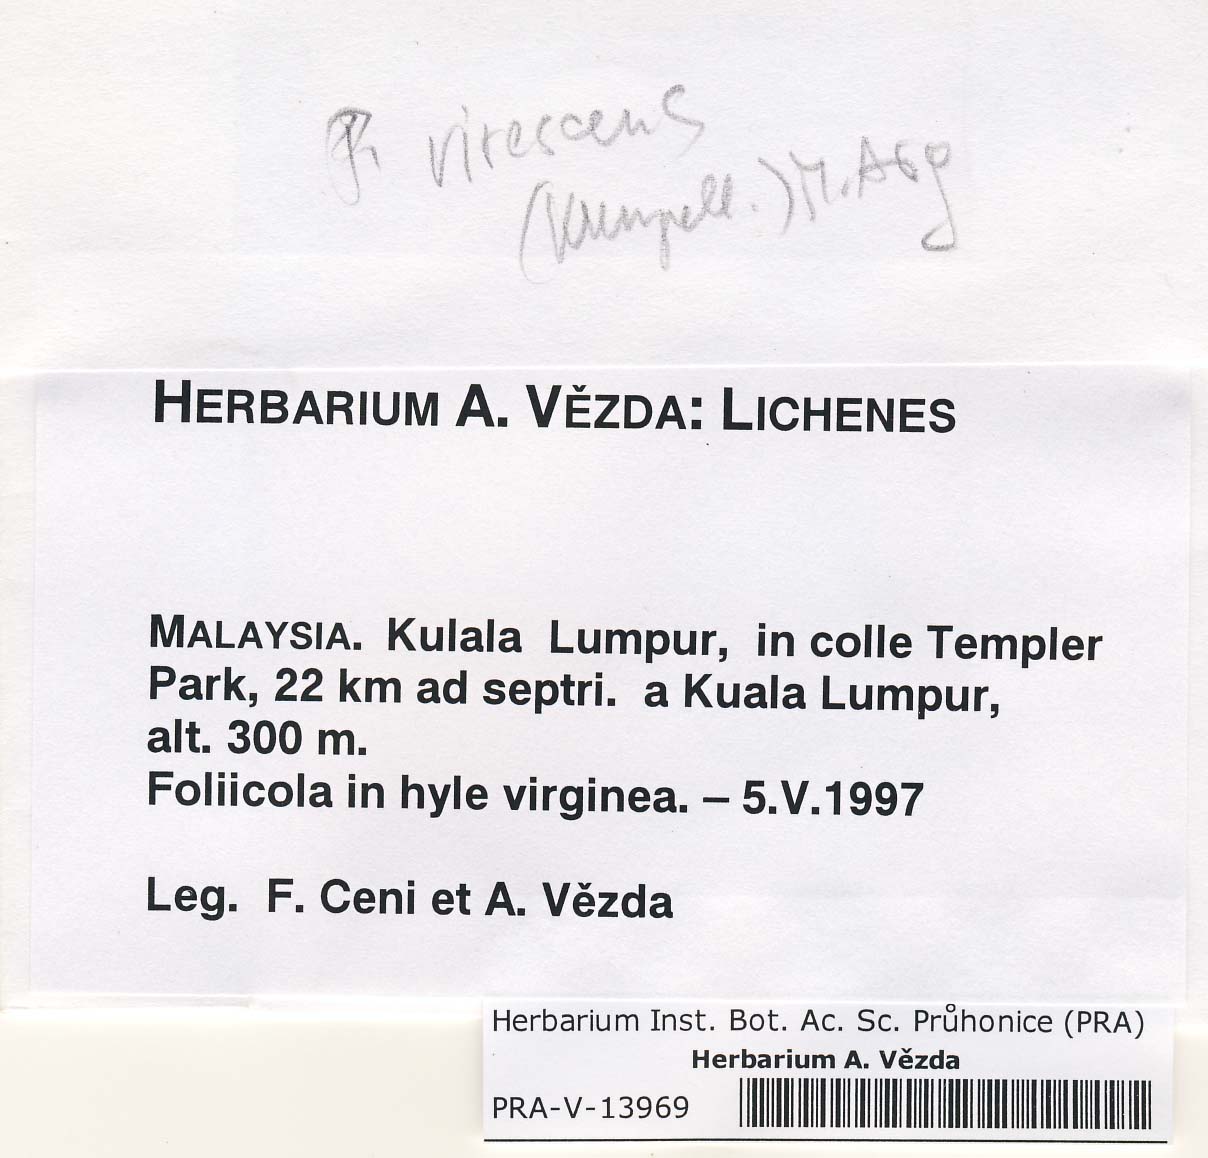 virescens
(Krempelh.) M. Arg
HERBARIUM A. VĚZDA: LICHENES
MALAYSIA. Kulala Lumpur, in colle Templer
Park, 22 km ad septri. a Kuala Lumpur,
alt. 300 m.
Foliicola in hyle virginea. – 5.V.1997
Leg. F. Ceni et A. Vězda
Herbarium Inst. Bot. Ac. Sc. Průhonice (PRA)
Herbarium A. Vězda
PRA-V-13969